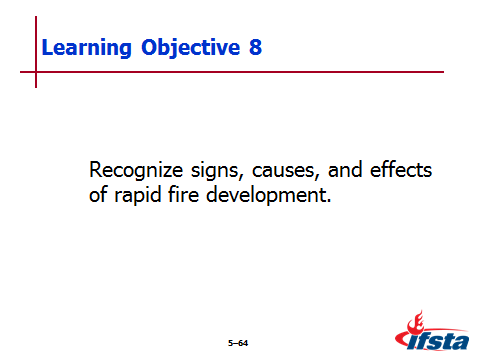 Learning Objective 8
Recognize signs, causes, and effects
of rapid fire development.
5–64
ifsta